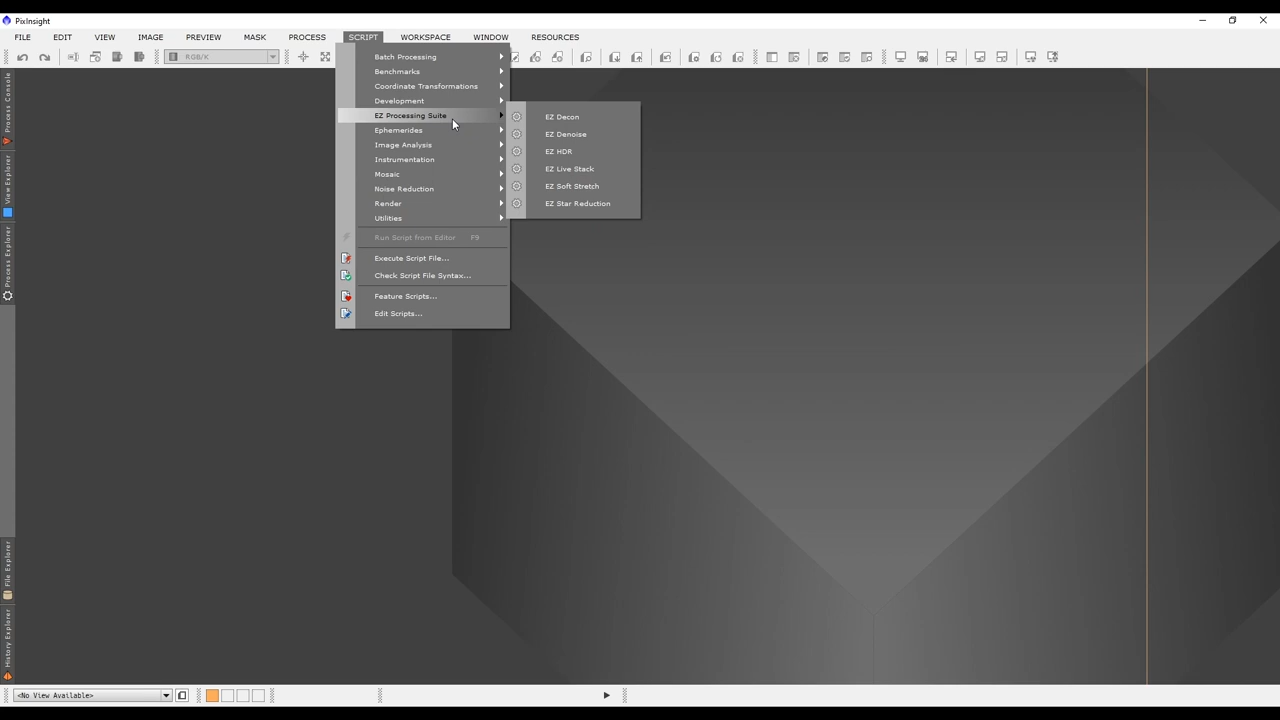 PixInsight
FILE EDIT VIEW IMAGE PREVIEW MASK PROCESS SCRIPT WORKSPACE WINDOW RESOURCES
RGB/K
Batch Processing
Benchmarks
Coordinate Transformations
Development
EZ Processing Suite
Ephemerides
Image Analysis
Instrumentation
Mosaic
Noise Reduction
Render
Utilities
Run Script from Editor F9
Execute Script File...
Check Script File Syntax...
Feature Scripts...
Edit Scripts...
EZ Decon
EZ Denoise
EZ HDR
EZ Live Stack
EZ Soft Stretch
EZ Star Reduction
Process Console
View Explorer
Process Explorer
File Explorer
History Explorer
<No View Available>